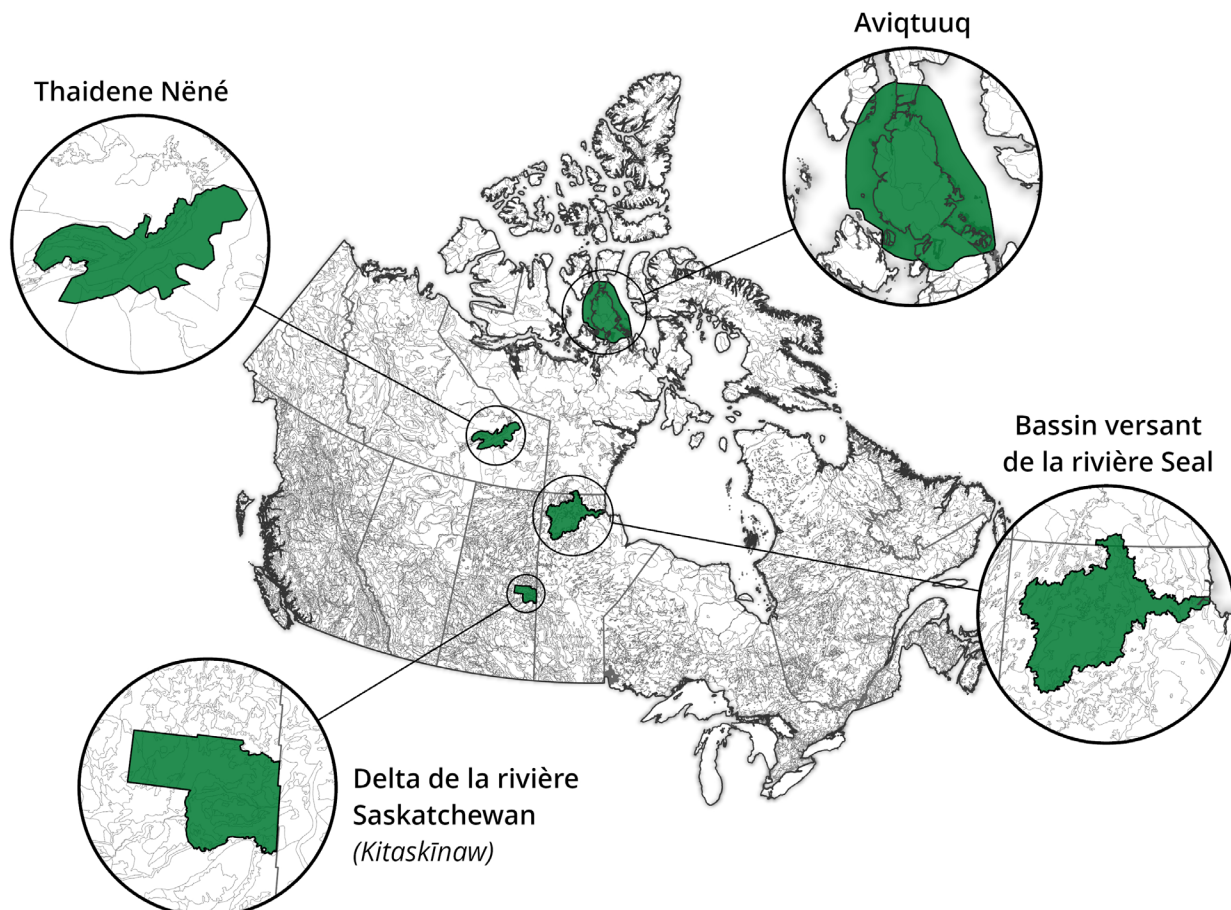 Aviqtuuq
Thaidene Nëné
Bassin versant
de la rivière Seal
Delta de la rivière
Saskatchewan
(Kitaskīnaw)